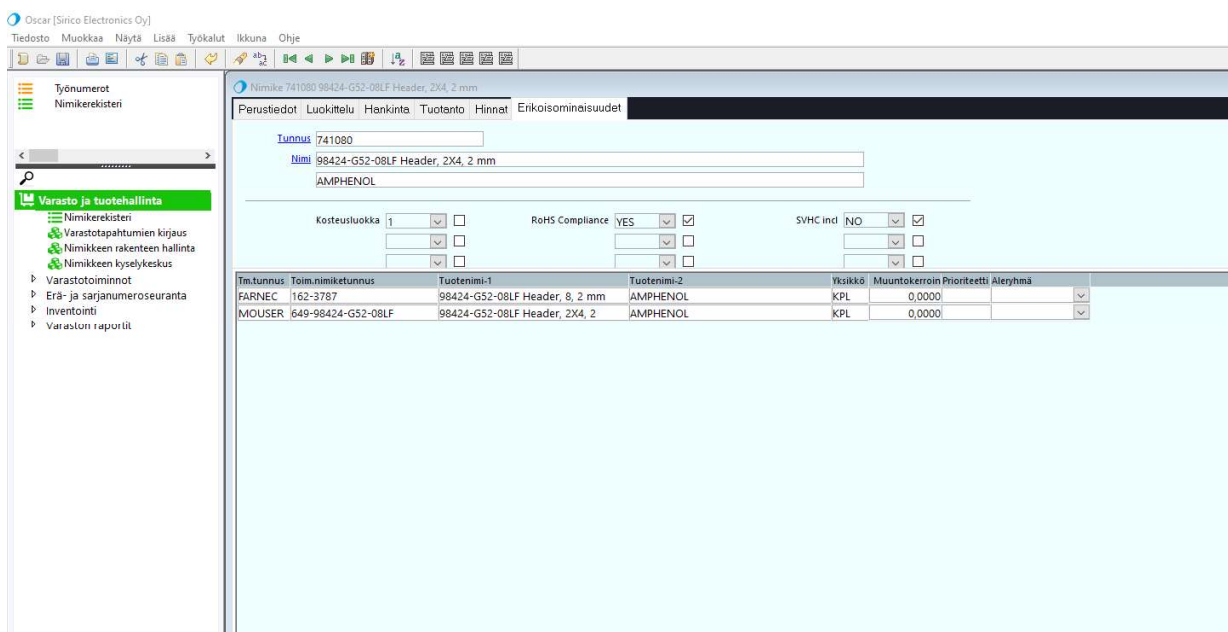 Oscar [Sirico Electronics Oy]
Tiedosto Muokkaa Näytä Lisää Työkalut Ikkuna Ohje
Työnumerot
Nimikerekisteri
Varasto ja tuotehallinta
Nimikerekisteri
Varastotapahtumien kirjaus
Nimikkeen rakenteen hallinta
Nimikkeen kyselykeskus
Varastotoiminnot
Erä- ja sarjanumeroseuranta
Inventointi
Varaston raportit
Nimike 741080 98424-G52-08LF Header, 2X4, 2 mm
Perustiedot Luokittelu Hankinta Tuotanto Hinnat Erikoisominaisuudet
Tunnus 741080
Nimi 98424-G52-08LF Header, 2X4, 2 mm
AMPHENOL
Kosteusluokka 1 RoHS Compliance YES SVHC incl NO
Tm.tunnus Toim.nimiketunnus Tuotenimi-1 Tuotenimi-2 Yksikkö Muuntokerroin Prioriteetti Aleryhmä
FARNEC 162-3787 98424-G52-08LF Header, 8, 2 mm AMPHENOL KPL 0,0000
MOUSER 649-98424-G52-08LF 98424-G52-08LF Header, 2X4, 2 AMPHENOL KPL 0,0000